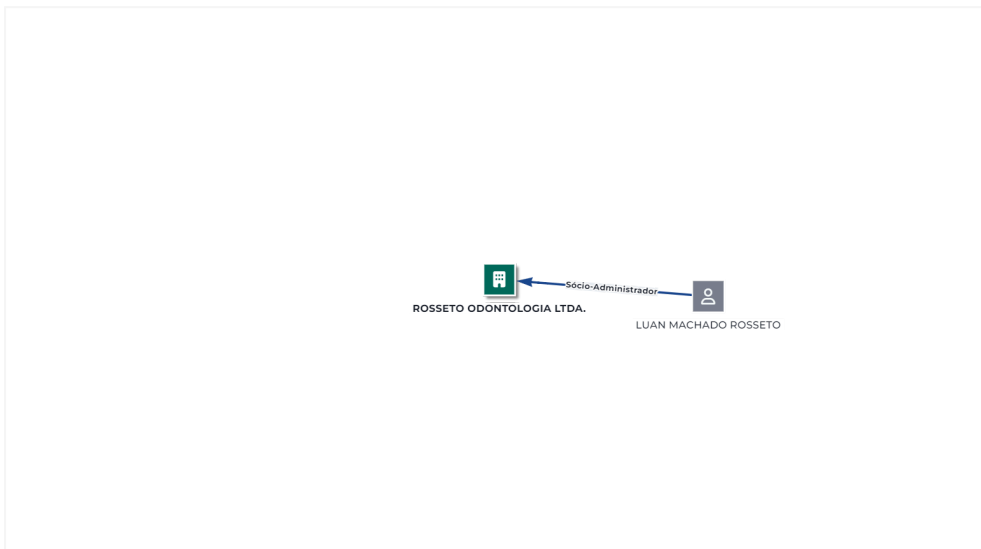 Sócio-Administrador
ROSSETO ODONTOLOGIA LTDA.
LUAN MACHADO ROSSETO